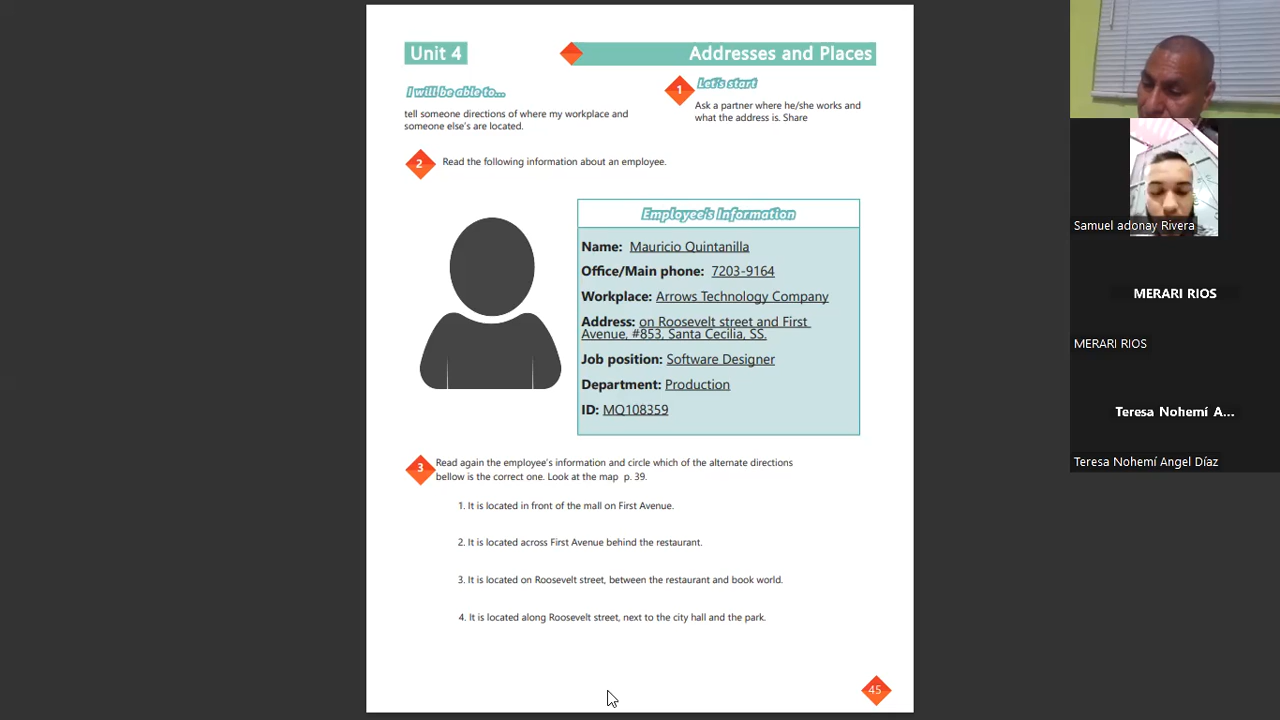 Unit 4
Addresses and Places
I will be able to...
tell someone directions of where my workplace and
someone else's are located.
1
Let's start
Ask a partner where he/she works and
what the address is. Share
2
Read the following information about an employee.
Employee's Information
Name: Mauricio Quintanilla
Office/Main phone: 7203-9164
Workplace: Arrows Technology Company
Address: on Roosevelt street and First
Avenue, #853, Santa Cecilia, SS.
Job position: Software Designer
Department: Production
ID: MQ108359
3
Read again the employee's information and circle which of the alternate directions
bellow is the correct one. Look at the map p. 39.
1. It is located in front of the mall on First Avenue.
2. It is located across First Avenue behind the restaurant.
3. It is located on Roosevelt street, between the restaurant and book world.
4. It is located along Roosevelt street, next to the city hall and the park.
45
Samuel adonay Rivera
MERARI RIOS
MERARI RIOS
Teresa Nohemí A...
Teresa Nohemí Angel Díaz